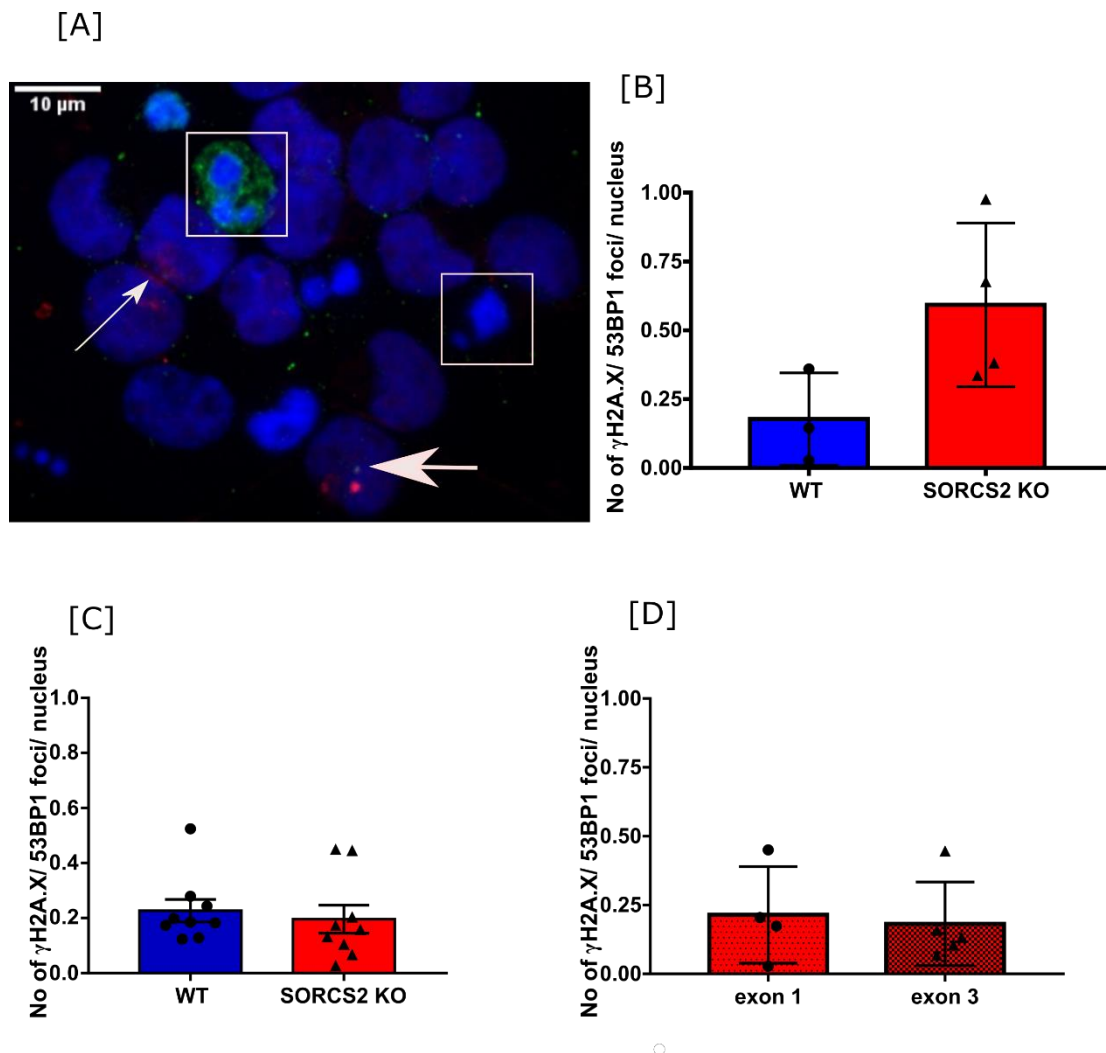 [A]
10 µm
[B]
No of γH2A.X/ 53BP1 foci/ nucleus
1.00
0.75
0.50
0.25
0.00
WT
SORCS2 KO
[C]
No of γH2A.X/ 53BP1 foci/ nucleus
1.0
0.8
0.6
0.4
0.2
0.0
WT
SORCS2 KO
[D]
No of γH2A.X/ 53BP1 foci/ nucleus
1.00
0.75
0.50
0.25
0.00
exon 1
exon 3